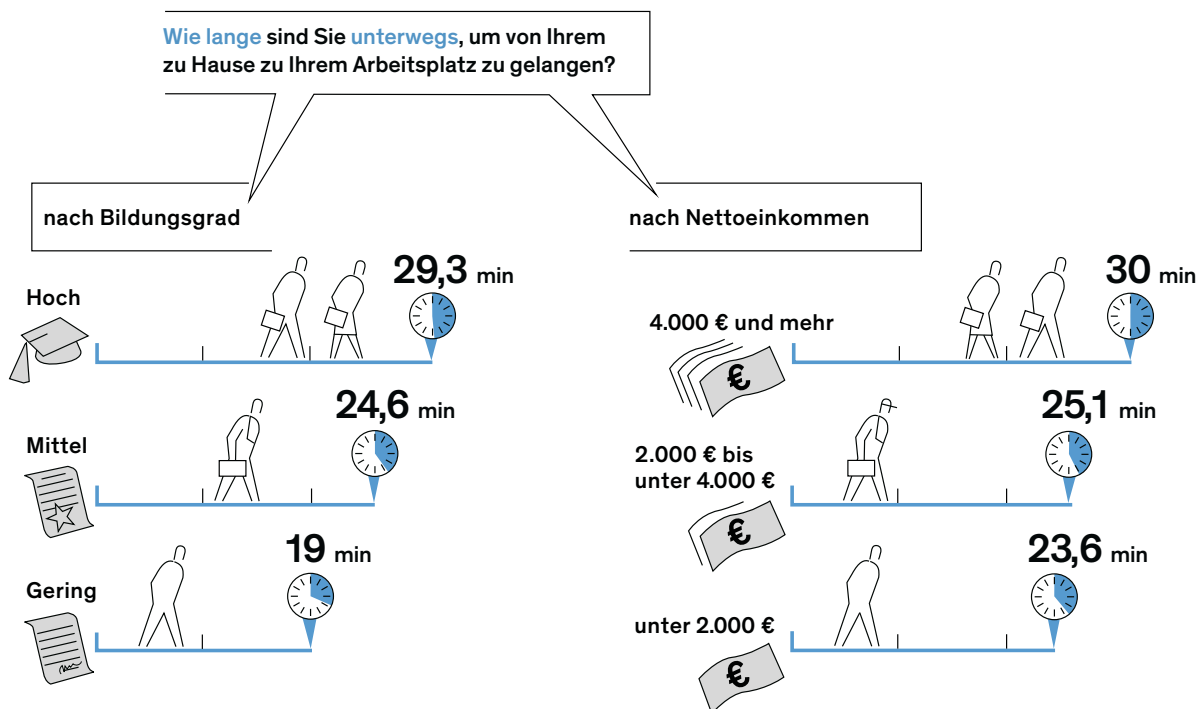 Wie lange sind Sie unterwegs, um von Ihrem
zu Hause zu Ihrem Arbeitsplatz zu gelangen?
nach Bildungsgrad
Hoch
29,3 min
Mittel
24,6 min
Gering
19 min
nach Nettoeinkommen
4.000 € und mehr
€
30 min
2.000 € bis
unter 4.000 €
€
25,1 min
unter 2.000 €
€
23,6 min